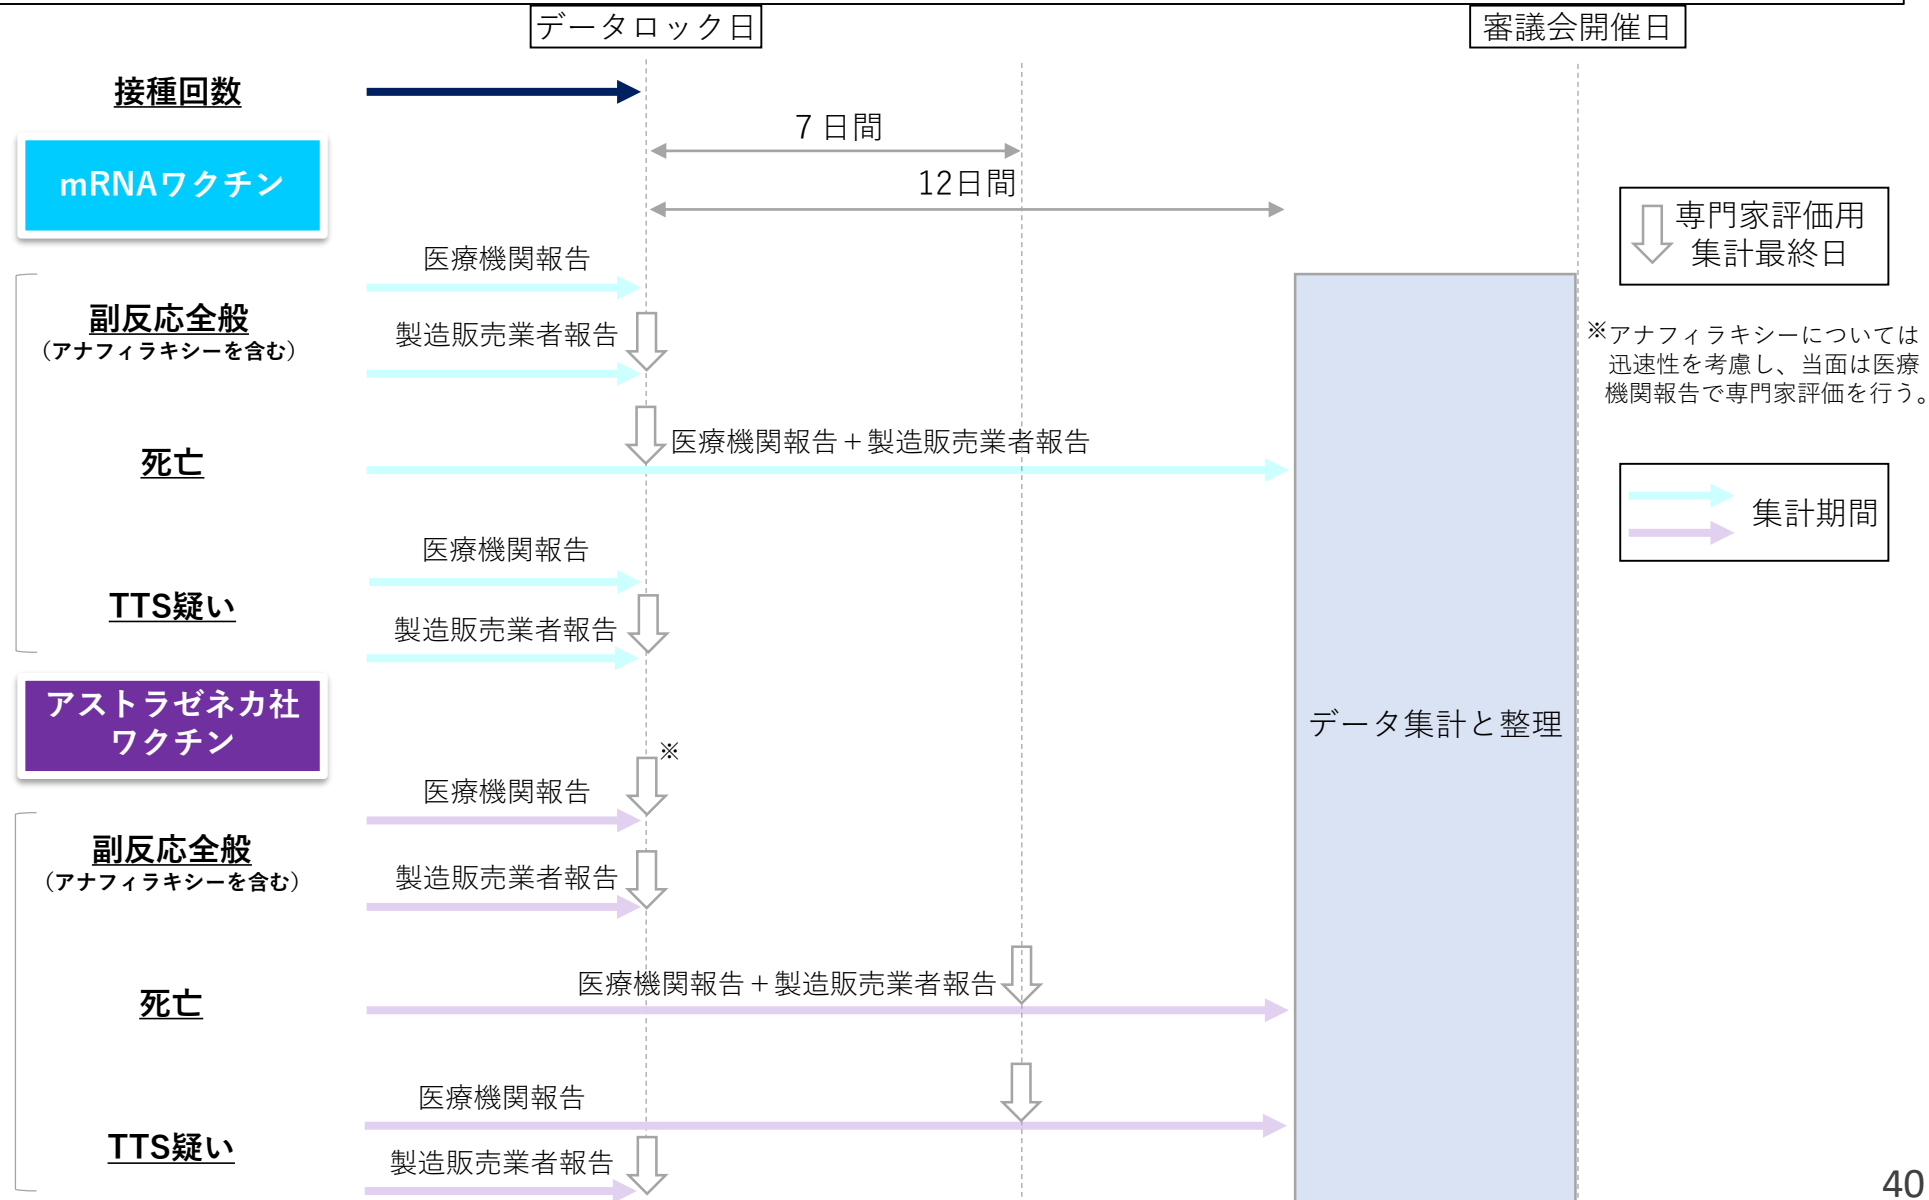 データロック日
審議会開催日
接種回数
7日間
mRNAワクチン
12日間
専門家評価用
集計最終日
医療機関報告
副反応全般
（アナフィラキシーを含む）
製造販売業者報告
※アナフィラキシーについては
迅速性を考慮し、当面は医療
機関報告で専門家評価を行う。
死亡
医療機関報告＋製造販売業者報告
集計期間
医療機関報告
TTS疑い
製造販売業者報告
アストラゼネカ社
ワクチン
データ集計と整理
※
医療機関報告
副反応全般
（アナフィラキシーを含む）
製造販売業者報告
医療機関報告＋製造販売業者報告
死亡
医療機関報告
TTS疑い
製造販売業者報告
40